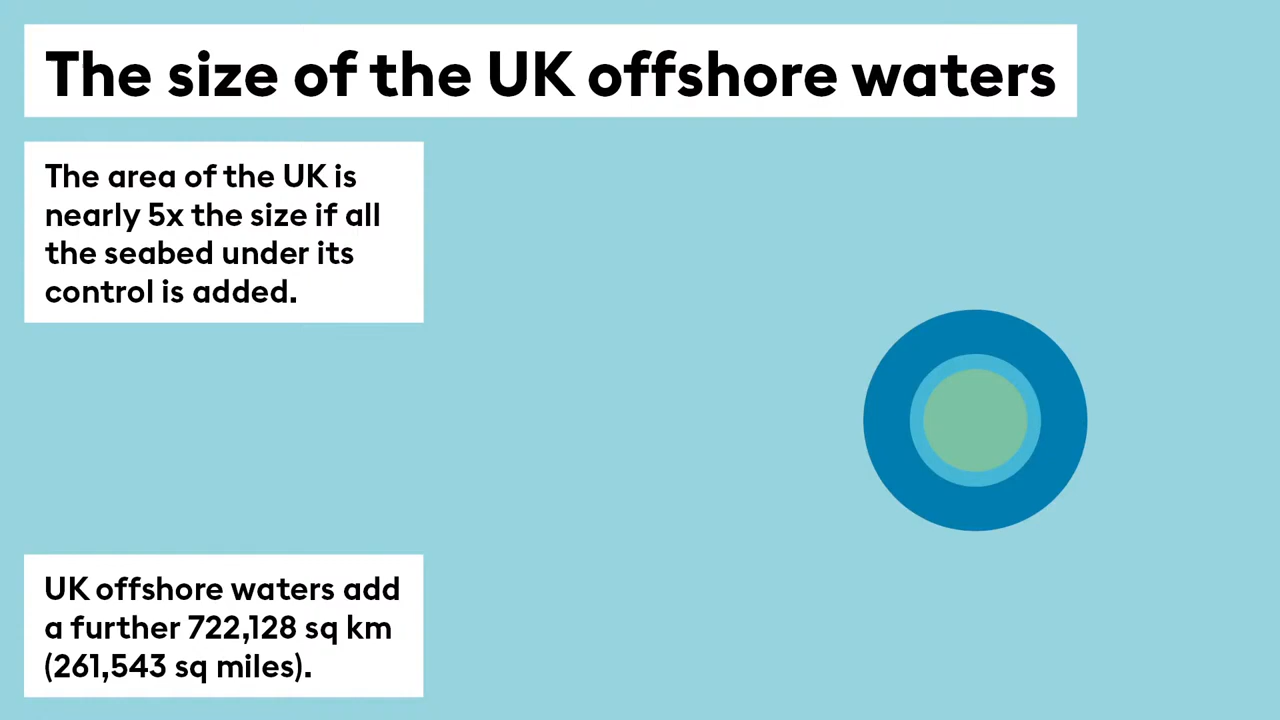 The size of the UK offshore waters
The area of the UK is
nearly 5x the size if all
the seabed under its
control is added.
UK offshore waters add
a further 722,128 sq km
(261,543 sq miles).